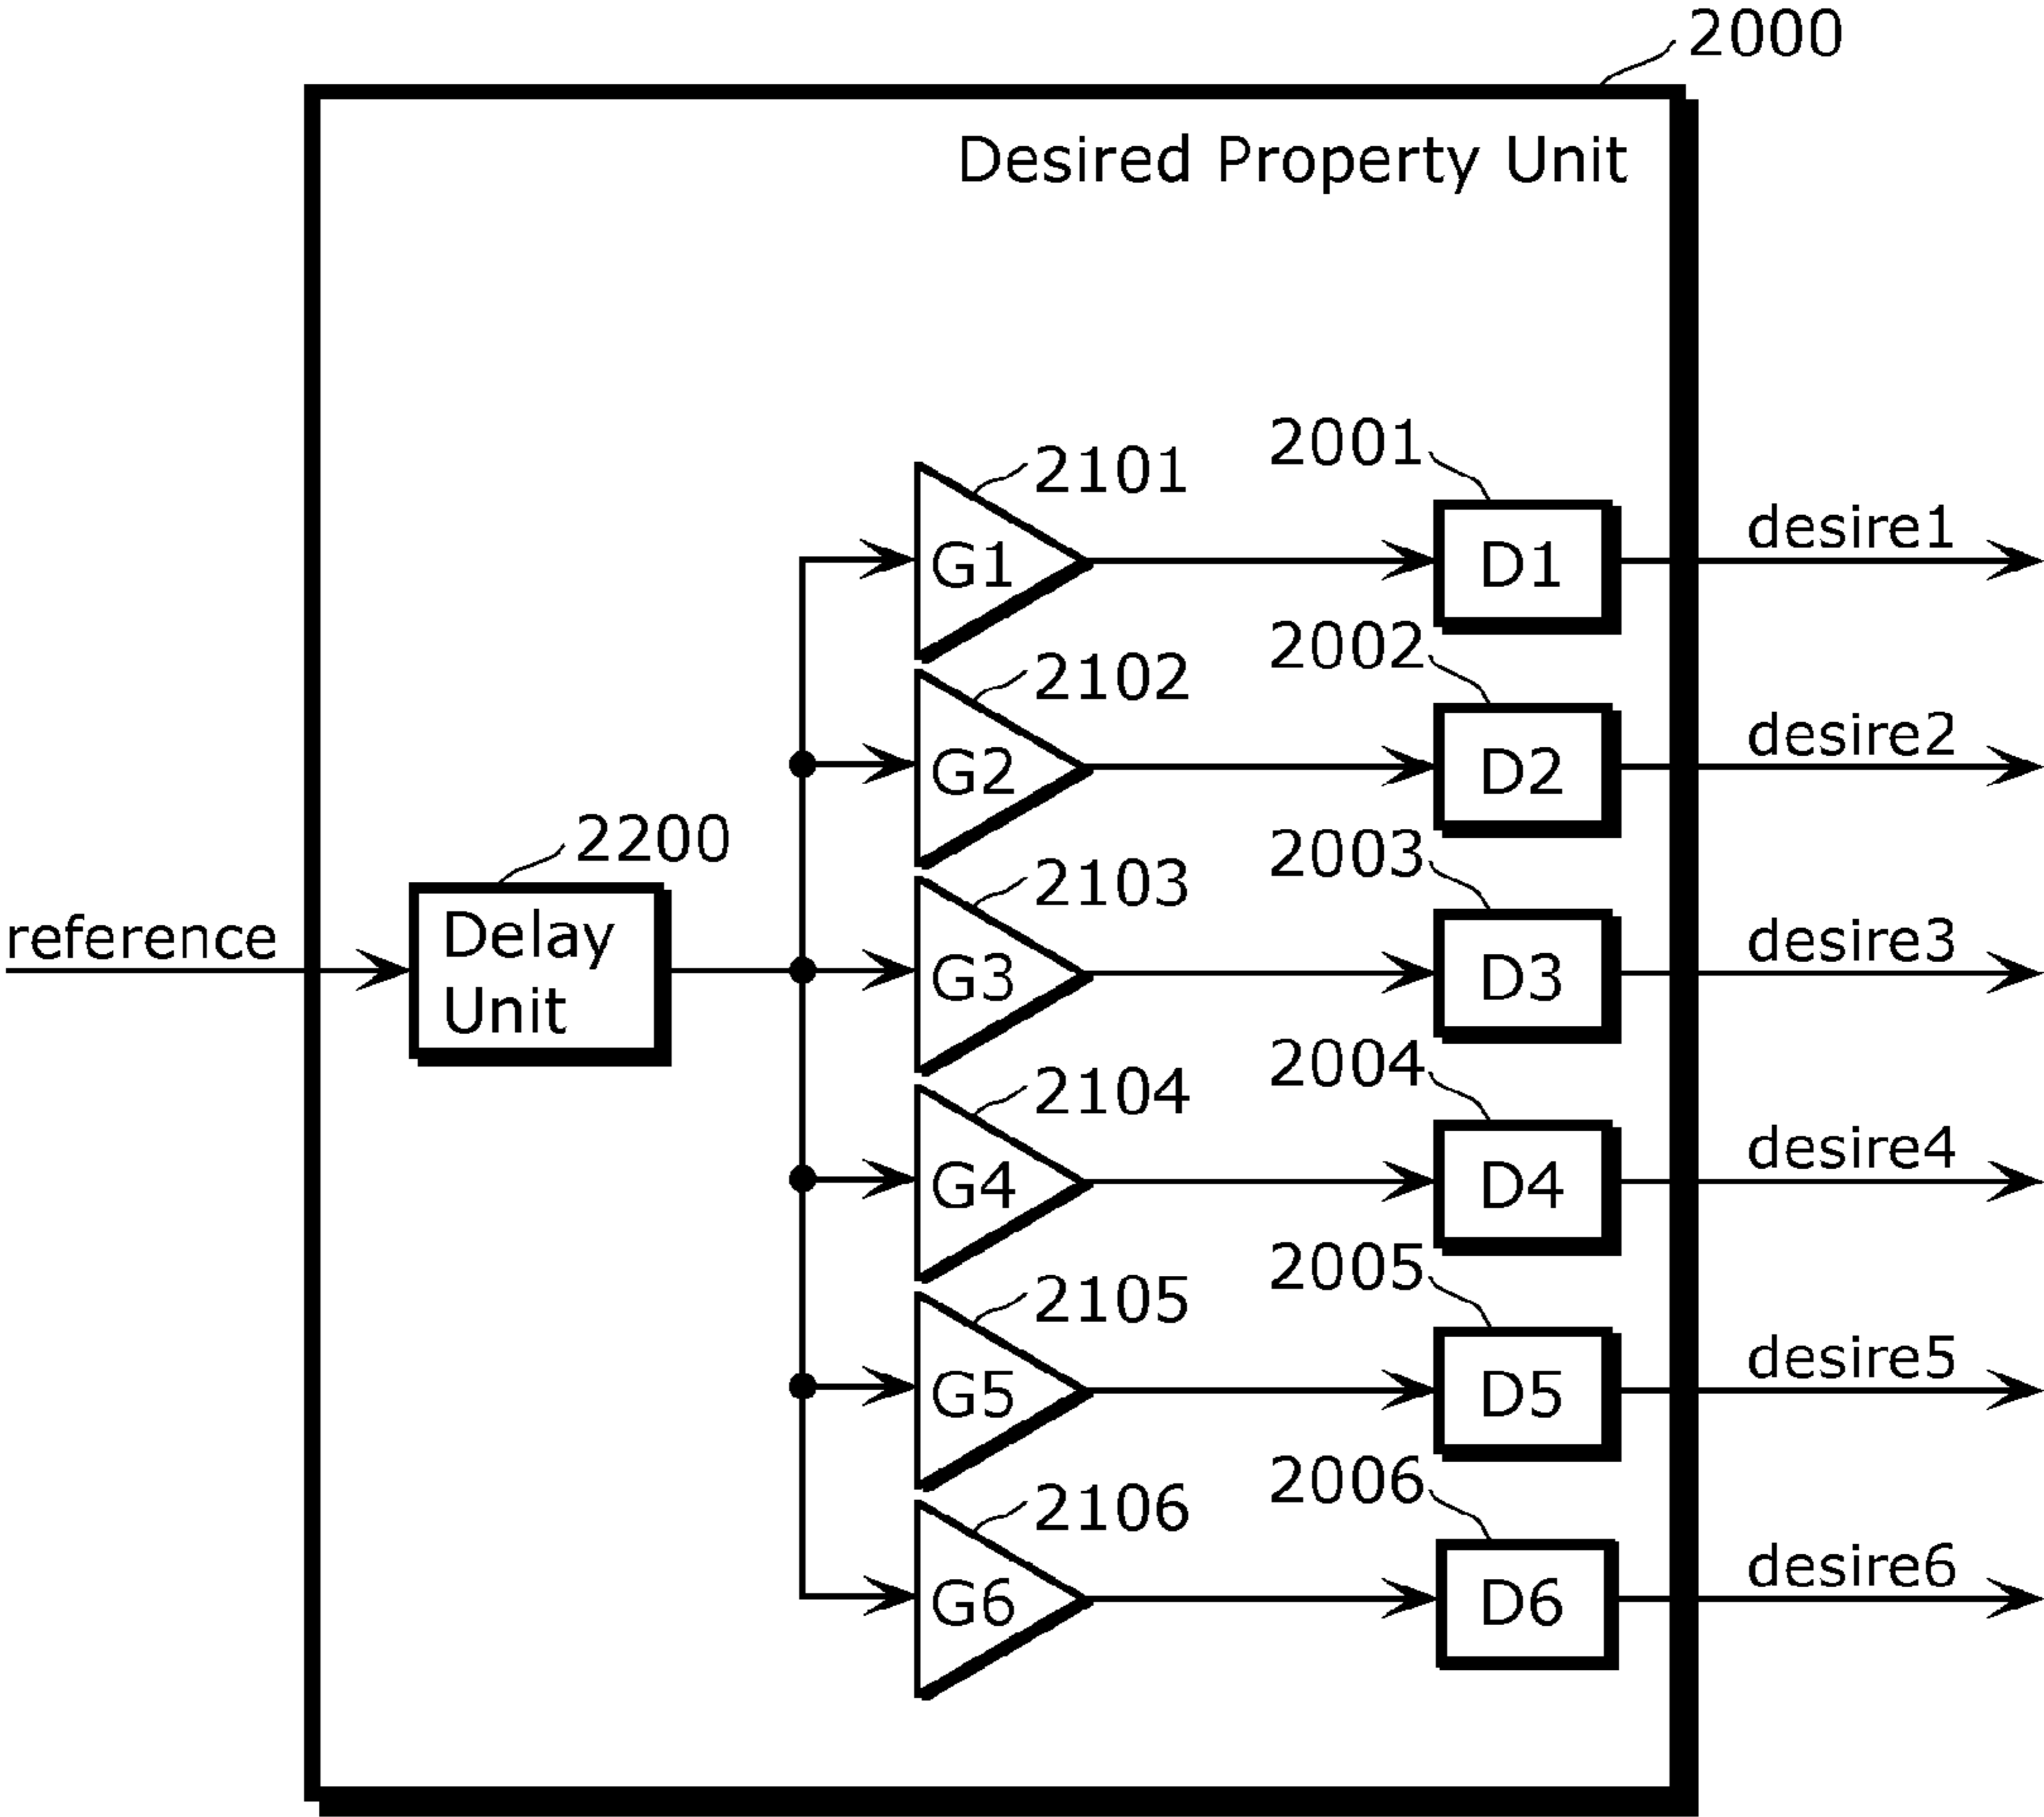 2000
Desired Property Unit
2101
2001
desire1
G1
D1
2102
2002
desire2
G2
D2
2200
2103
2003
desire3
reference
Delay
Unit
G3
D3
2104
2004
desire4
G4
D4
2105
2005
desire5
G5
D5
2106
2006
desire6
G6
D6